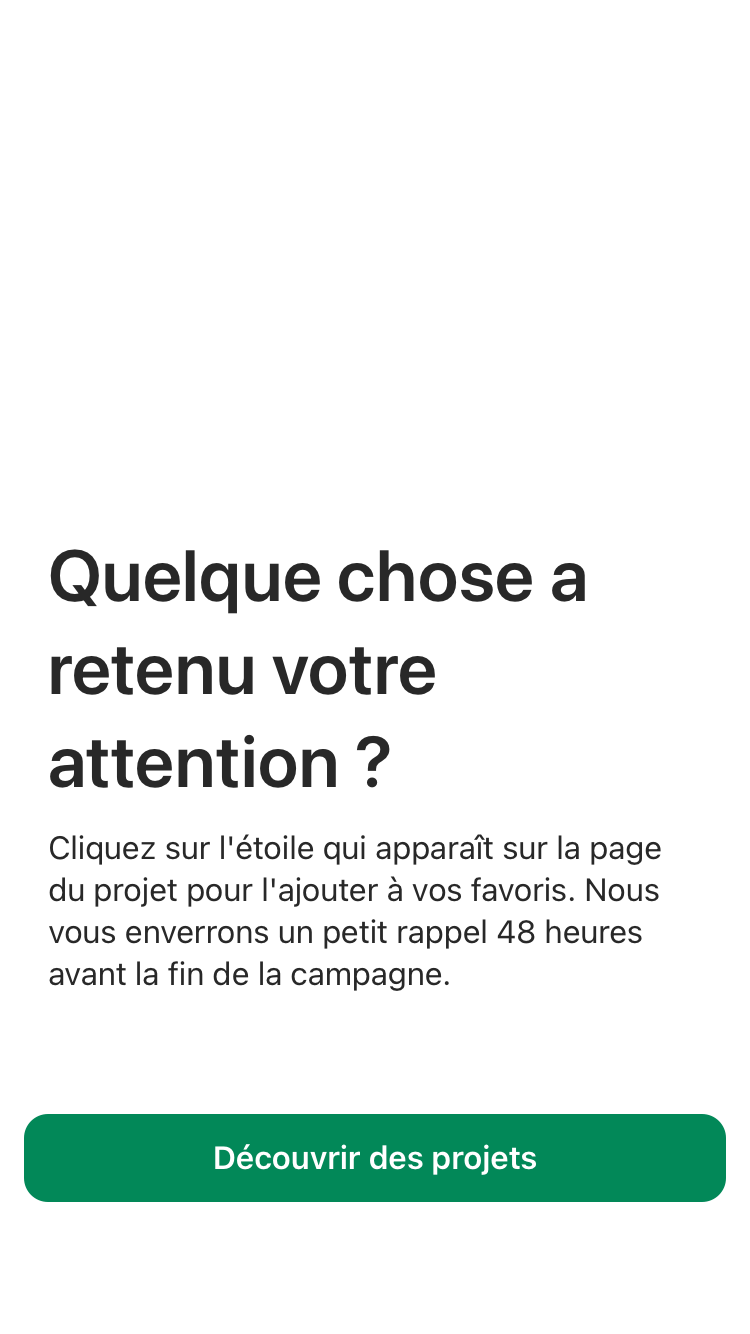 Quelque chose a
retenu votre
attention ?
Cliquez sur l'étoile qui apparaît sur la page
du projet pour l'ajouter à vos favoris. Nous
vous enverrons un petit rappel 48 heures
avant la fin de la campagne.
Découvrir des projets